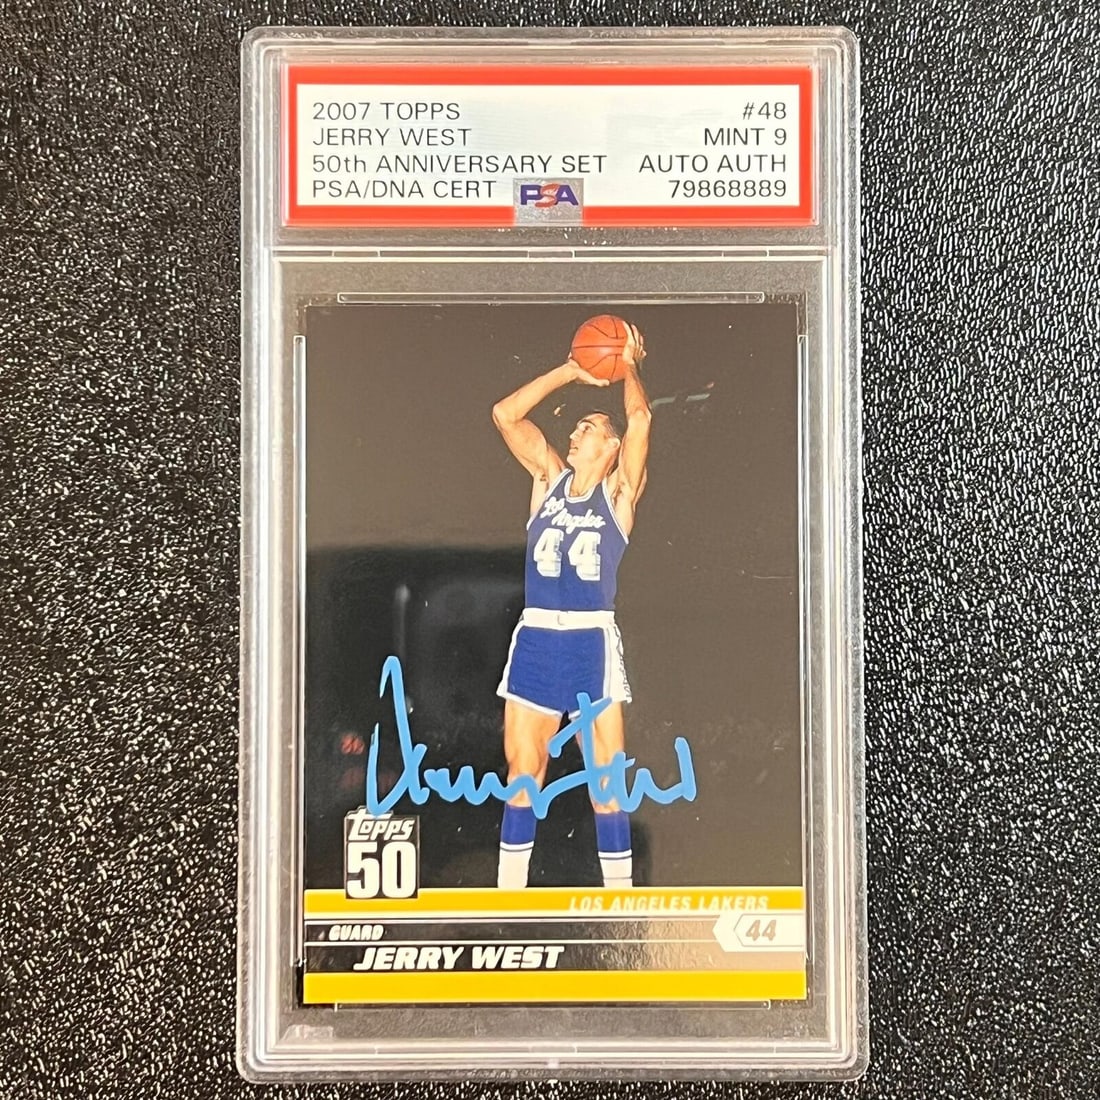 2007 TOPPS #48
JERRY WEST MINT 9
50th ANNIVERSARY SET AUTO AUTH
PSA/DNA CERT PSA 79868889
Los
Angeles
44
Topps
50
LOS ANGELES LAKERS
GUARD 44
JERRY WEST